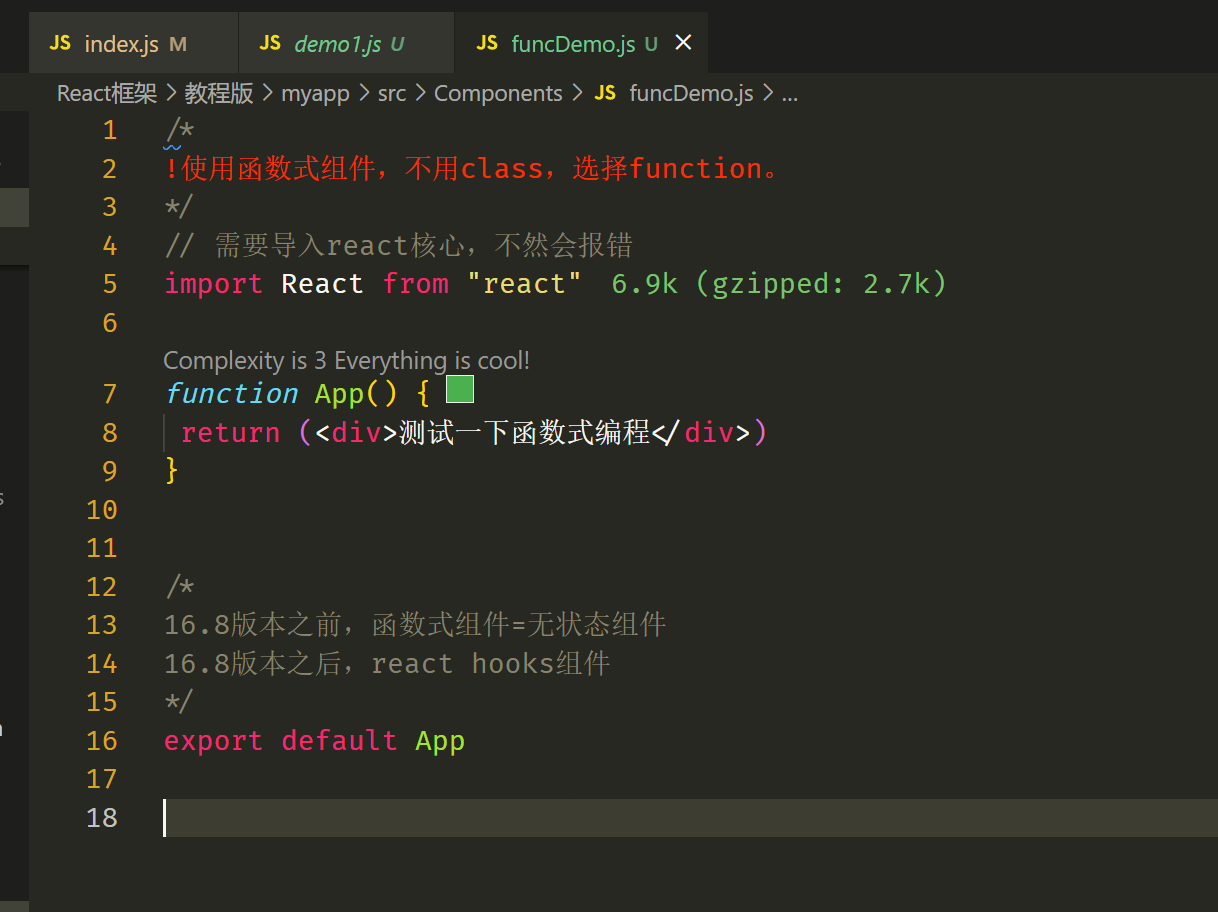 JS index.js M JS demo1.js U JS funcDemo.js U ×
React框架 > 教程版 > myapp > src > Components > JS funcDemo.js > ...
1 /*
2 !使用函数式组件，不用class，选择function。
3 */
4 // 需要导入react核心，不然会报错
5 import React from "react" 6.9k (gzipped: 2.7k)
6
Complexity is 3 Everything is cool!
7 function App() {
8 return (<div>测试一下函数式编程</div>)
9 }
10
11
12 /*
13 16.8版本之前，函数式组件=无状态组件
14 16.8版本之后，react hooks组件
15 */
16 export default App
17
18